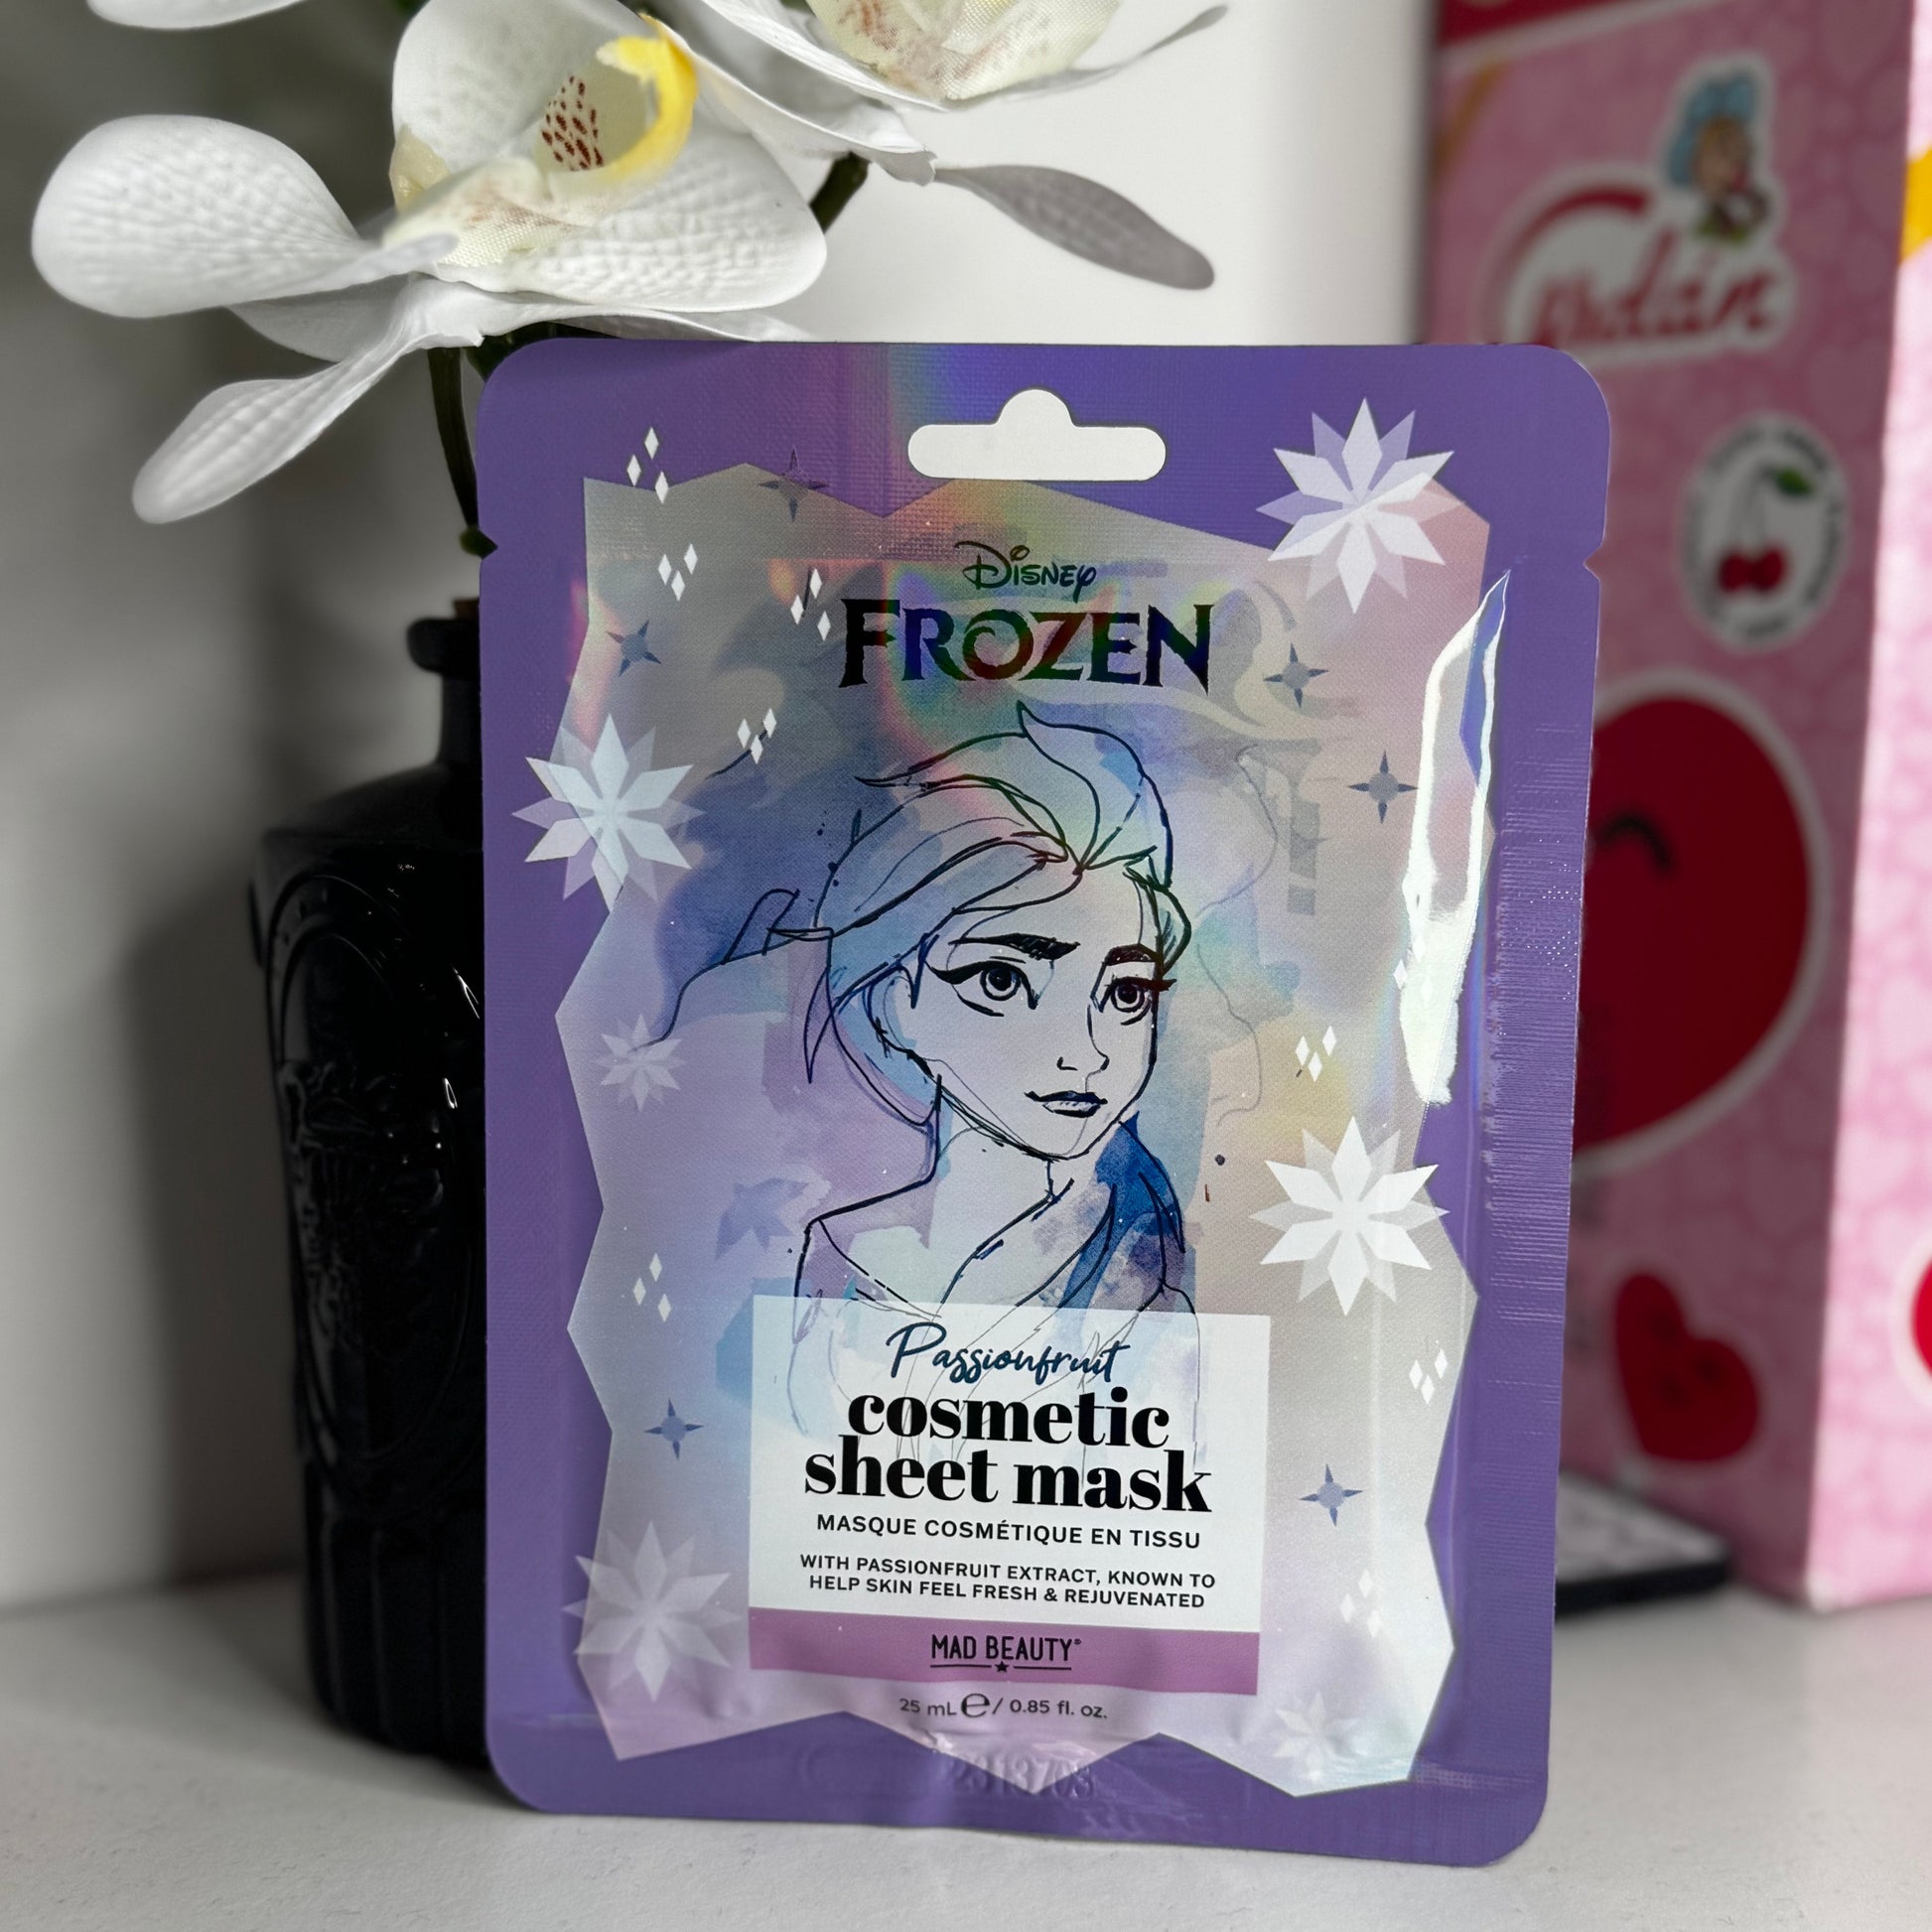 Disney
FROZEN
Passionfruit
cosmetic
sheet mask
MASQUE COSMÉTIQUE EN TISSU
WITH PASSIONFRUIT EXTRACT, KNOWN TO
HELP SKIN FEEL FRESH & REJUVENATED
MAD BEAUTY®
25 mL ℮ / 0.85 fl. oz.